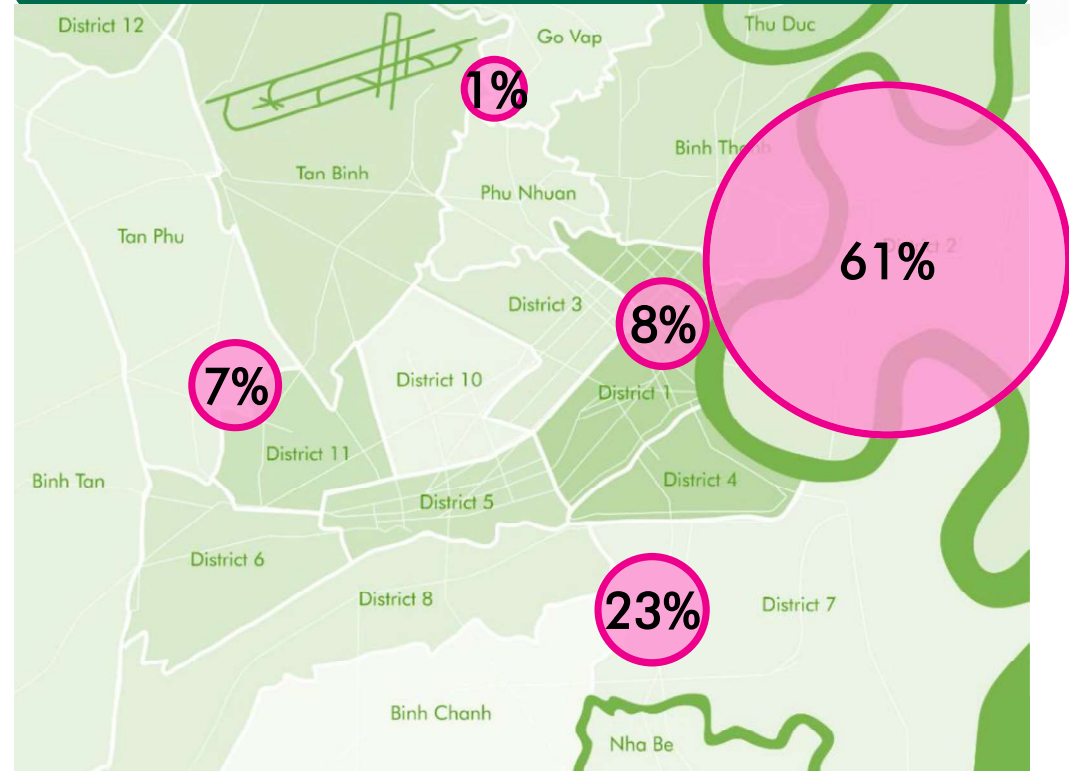 District 12
Thu Duc
Go Vap
1%
Binh Thanh
Tan Binh
Phu Nhuan
Tan Phu
District 2
61%
District 3
8%
7%
District 10
District 1
District 11
Binh Tan
District 4
District 5
District 6
District 8
District 7
23%
Binh Chanh
Nha Be